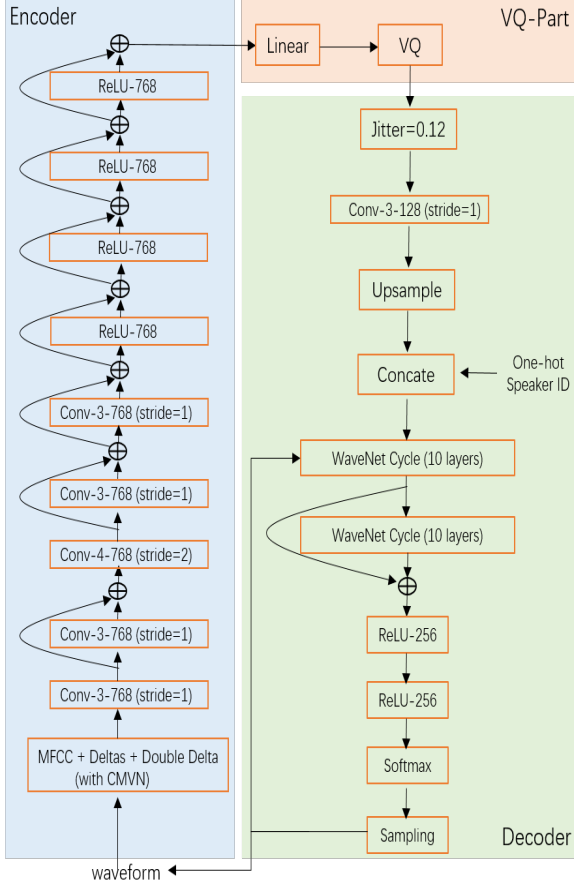 Encoder
ReLU-768
ReLU-768
ReLU-768
ReLU-768
Conv-3-768 (stride=1)
Conv-3-768 (stride=1)
Conv-4-768 (stride=2)
Conv-3-768 (stride=1)
Conv-3-768 (stride=1)
MFCC + Deltas + Double Delta
(with CMVN)
waveform
VQ-Part
Linear
VQ
Jitter=0.12
Conv-3-128 (stride=1)
Upsample
Concate
One-hot
Speaker ID
WaveNet Cycle (10 layers)
WaveNet Cycle (10 layers)
ReLU-256
ReLU-256
Softmax
Sampling
Decoder